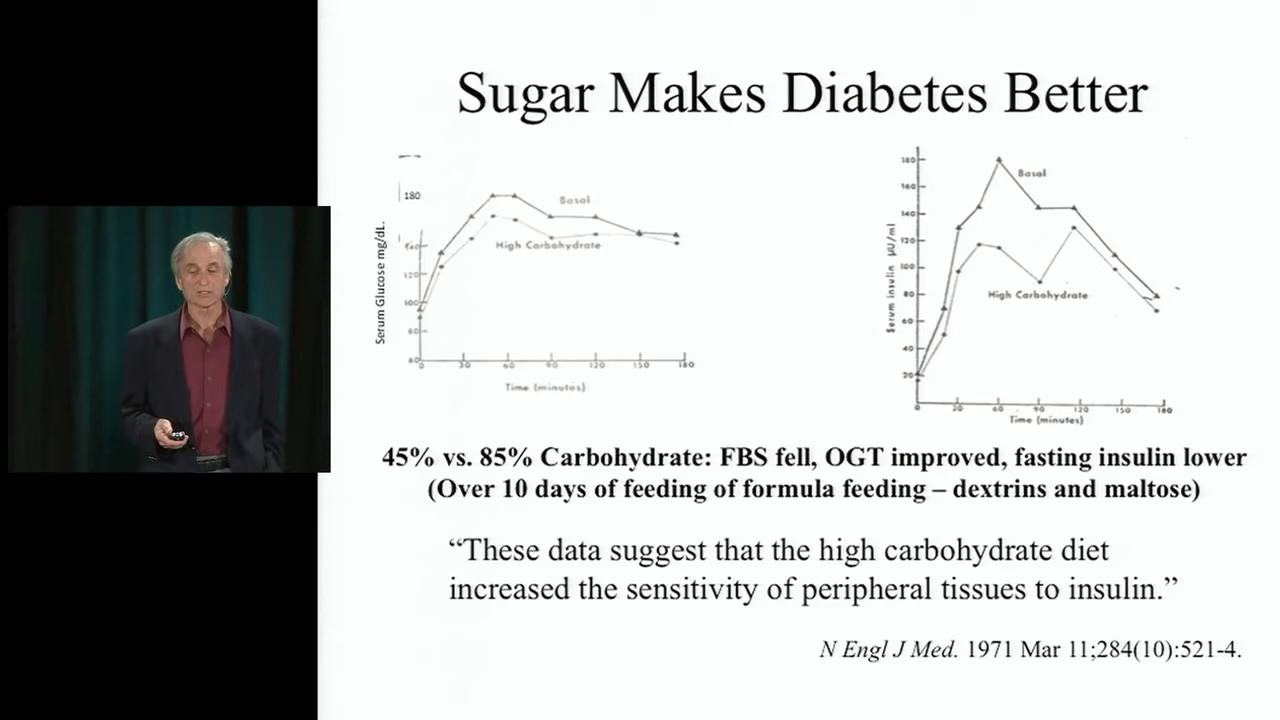 Sugar Makes Diabetes Better
180
Basal
High Carbohydrate
140
120
100
80
60
0 30 60 90 120 150 180
Time (minutes)
Serum Glucose mg/dL.
180
160
140
120
100
80
60
40
20
Basal
High Carbohydrate
0 30 60 90 120 150 180
Time (minutes)
Serum insulin μU/ml
45% vs. 85% Carbohydrate: FBS fell, OGT improved, fasting insulin lower
(Over 10 days of feeding of formula feeding – dextrins and maltose)
“These data suggest that the high carbohydrate diet
increased the sensitivity of peripheral tissues to insulin.”
N Engl J Med. 1971 Mar 11;284(10):521-4.